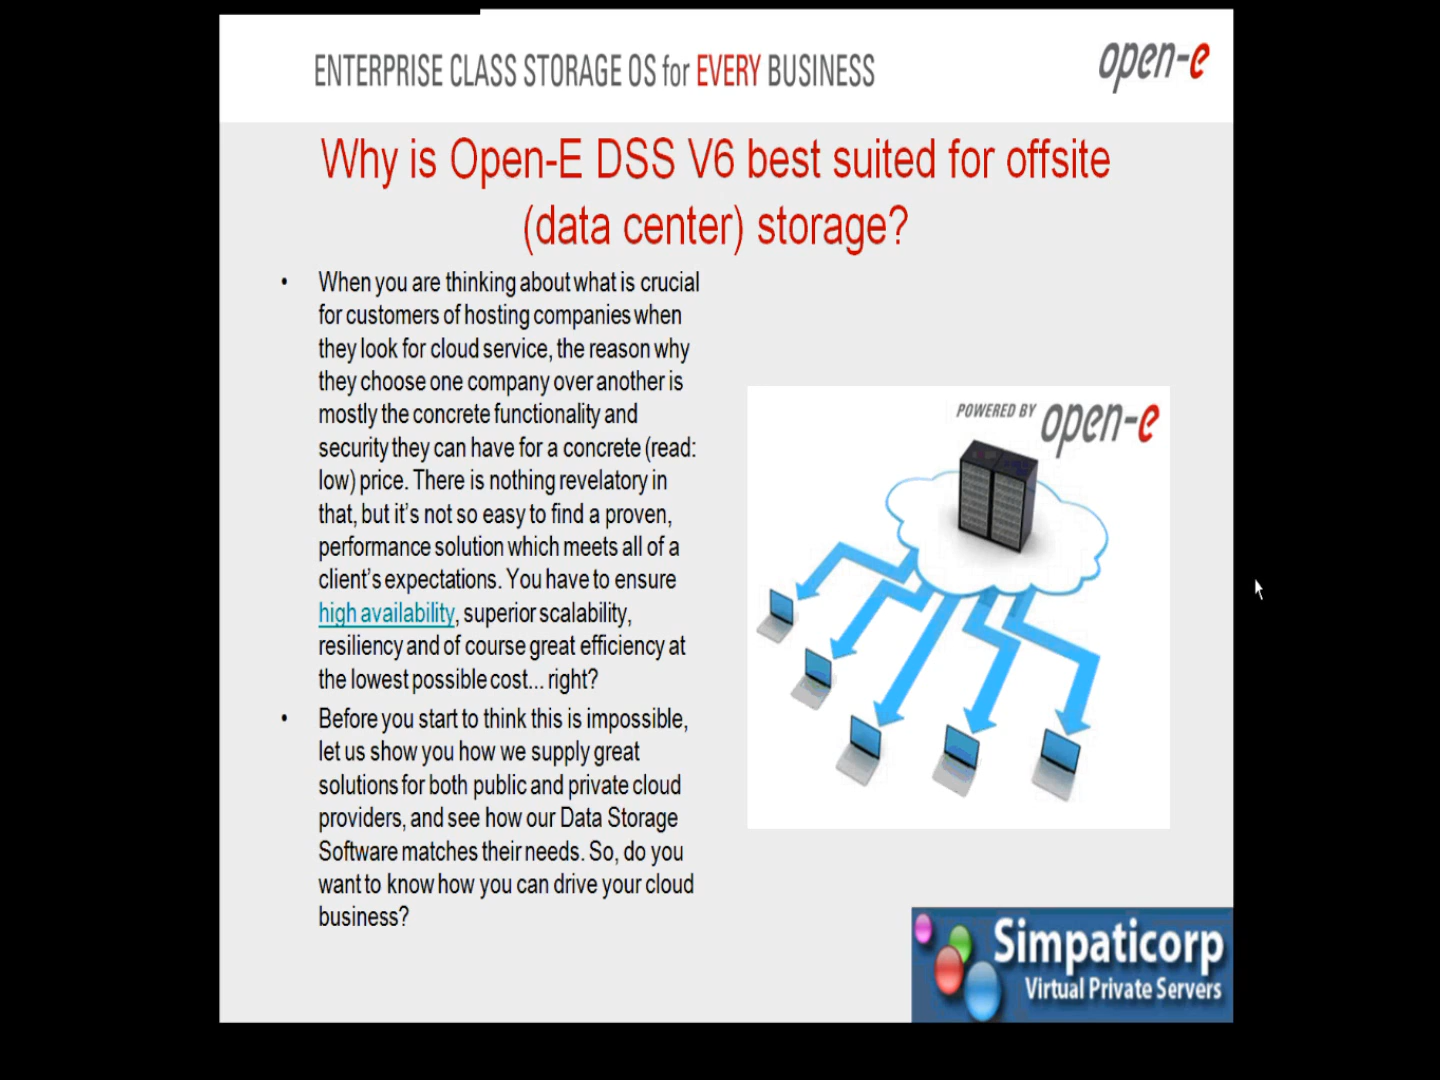 ENTERPRISE CLASS STORAGE OS for EVERY BUSINESS
open-e
Why is Open-E DSS V6 best suited for offsite
(data center) storage?
• When you are thinking about what is crucial
for customers of hosting companies when
they look for cloud service, the reason why
they choose one company over another is
mostly the concrete functionality and
security they can have for a concrete (read:
low) price. There is nothing revelatory in
that, but it’s not so easy to find a proven,
performance solution which meets all of a
client’s expectations. You have to ensure
high availability, superior scalability,
resiliency and of course great efficiency at
the lowest possible cost... right?
• Before you start to think this is impossible,
let us show you how we supply great
solutions for both public and private cloud
providers, and see how our Data Storage
Software matches their needs. So, do you
want to know how you can drive your cloud
business?
POWERED BY open-e
Simpaticorp
Virtual Private Servers